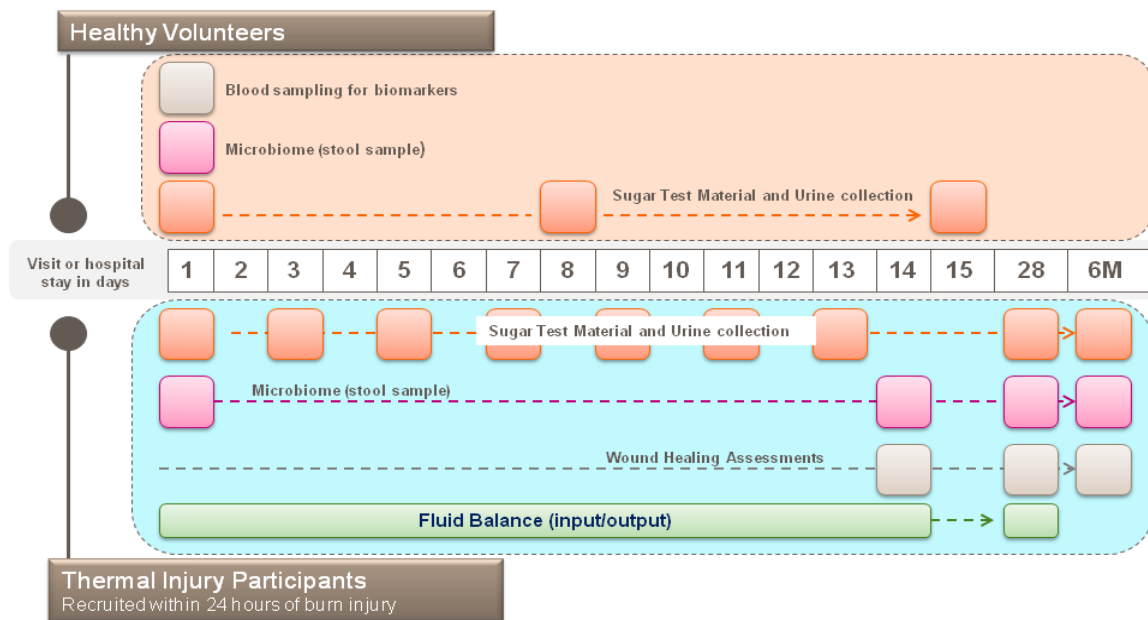 Healthy Volunteers
Blood sampling for biomarkers
Microbiome (stool sample)
Sugar Test Material and Urine collection
Visit or hospital
stay in days
1 2 3 4 5 6 7 8 9 10 11 12 13 14 15 28 6M
Sugar Test Material and Urine collection
Microbiome (stool sample)
Wound Healing Assessments
Fluid Balance (input/output)
Thermal Injury Participants
Recruited within 24 hours of burn injury